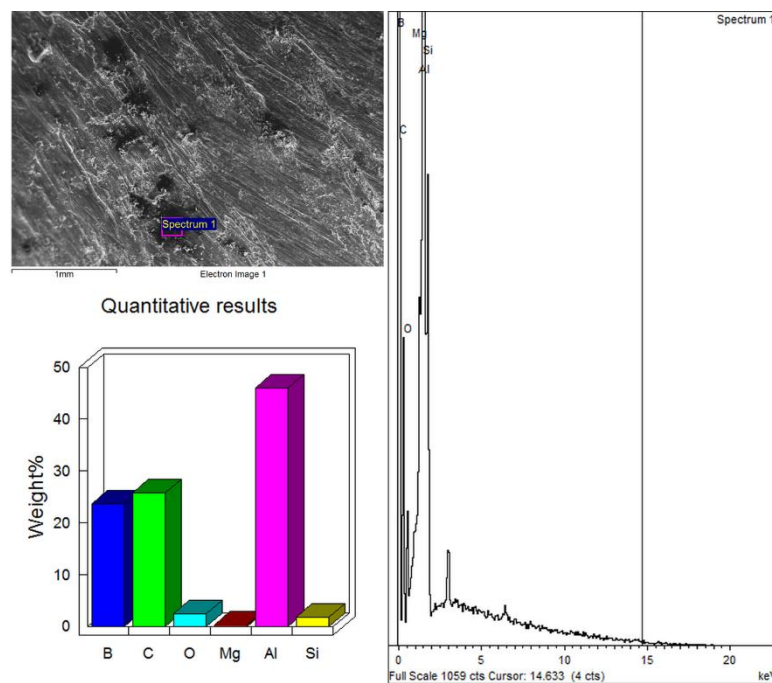 Spectrum 1
1mm
Electron Image 1
Quantitative results
Weight%
50
40
30
20
10
0
B C O Mg Al Si
Spectrum 1
B
Mg
Si
Al
C
O
0 5 10 15 20
Full Scale 1059 cts Cursor: 14.633 (4 cts)